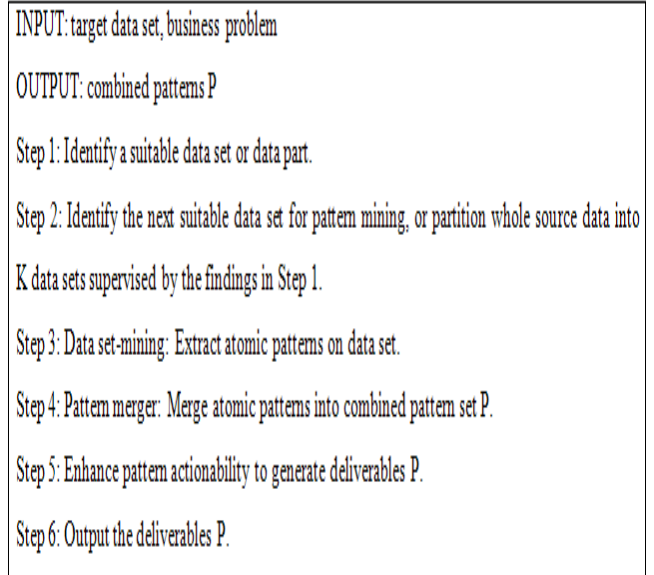 INPUT: target data set, business problem
OUTPUT: combined patterns P
Step 1: Identify a suitable data set or data part.
Step 2: Identify the next suitable data set for pattern mining, or partition whole source data into
K data sets supervised by the findings in Step 1.
Step 3: Data set-mining: Extract atomic patterns on data set.
Step 4: Pattern merger: Merge atomic patterns into combined pattern set P.
Step 5: Enhance pattern actionability to generate deliverables P.
Step 6: Output the deliverables P.